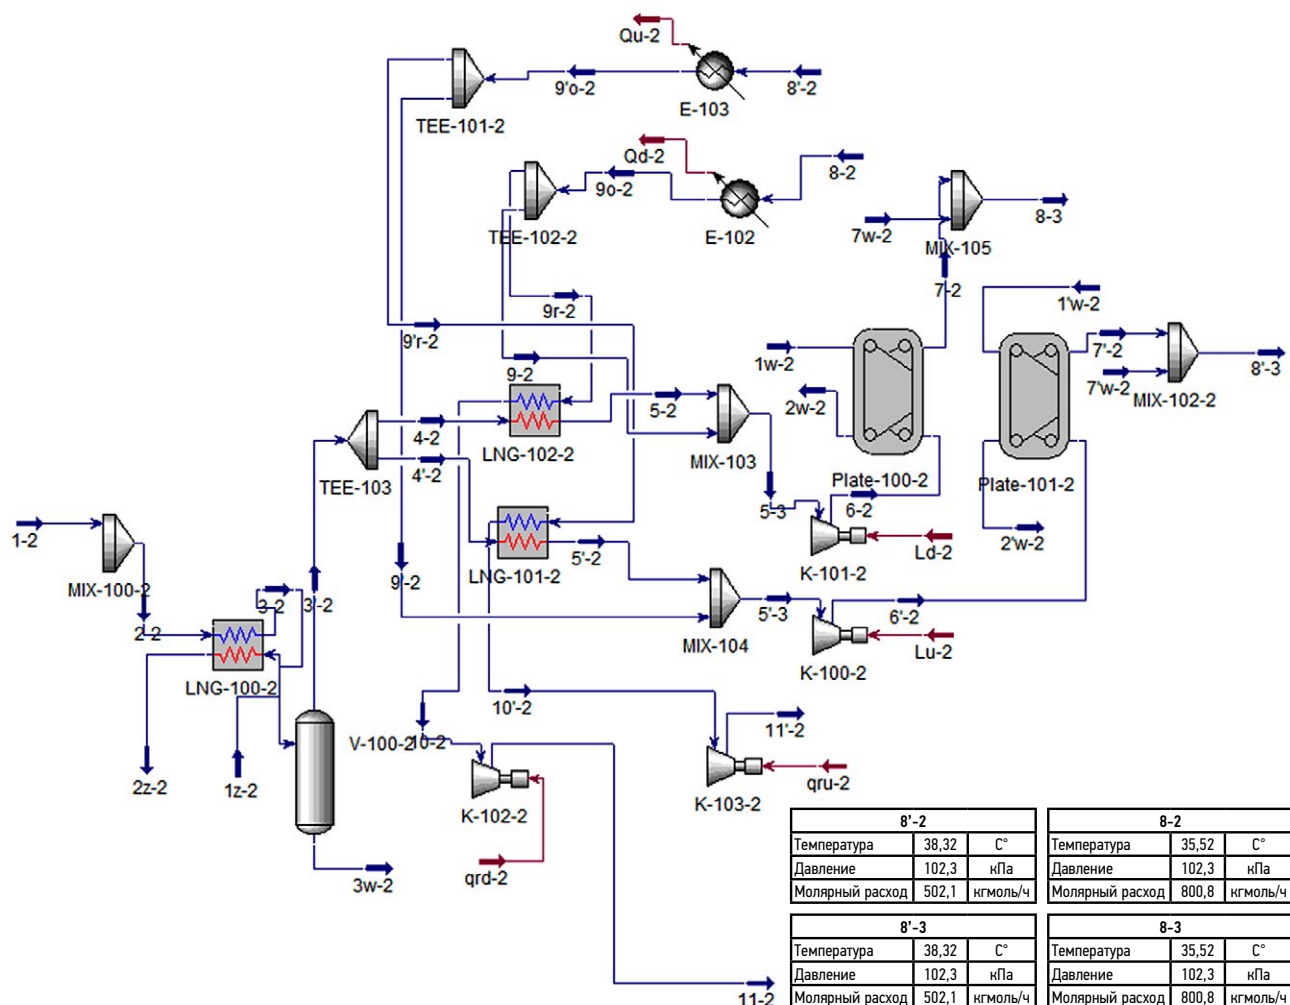 Qu-2
9'o-2
8'-2
E-103
TEE-101-2
Qd-2
9o-2
8-2
E-102
TEE-102-2
7w-2
MIX-105
8-3
7-2
1'w-2
9r-2
9'r-2
9-2
1w-2
7'-2
7'w-2
8'-3
MIX-102-2
2w-2
5-2
4-2
LNG-102-2
MIX-103
TEE-103
4'-2
Plate-100-2
Plate-101-2
6-2
5-3
1-2
LNG-101-2
5'-2
K-101-2
Ld-2
2'w-2
MIX-100-2
9'-2
3-2
3'-2
5'-3
6'-2
2-2
MIX-104
K-100-2
Lu-2
LNG-100-2
10'-2
11'-2
V-100-2
10-2
2z-2
1z-2
K-102-2
K-103-2
qru-2
3w-2
qrd-2
11-2
8'-2
Температура 38,32 С°
Давление 102,3 кПа
Молярный расход 502,1 кгмоль/ч
8-2
Температура 35,52 С°
Давление 102,3 кПа
Молярный расход 800,8 кгмоль/ч
8'-3
Температура 38,32 С°
Давление 102,3 кПа
Молярный расход 502,1 кгмоль/ч
8-3
Температура 35,52 С°
Давление 102,3 кПа
Молярный расход 800,8 кгмоль/ч